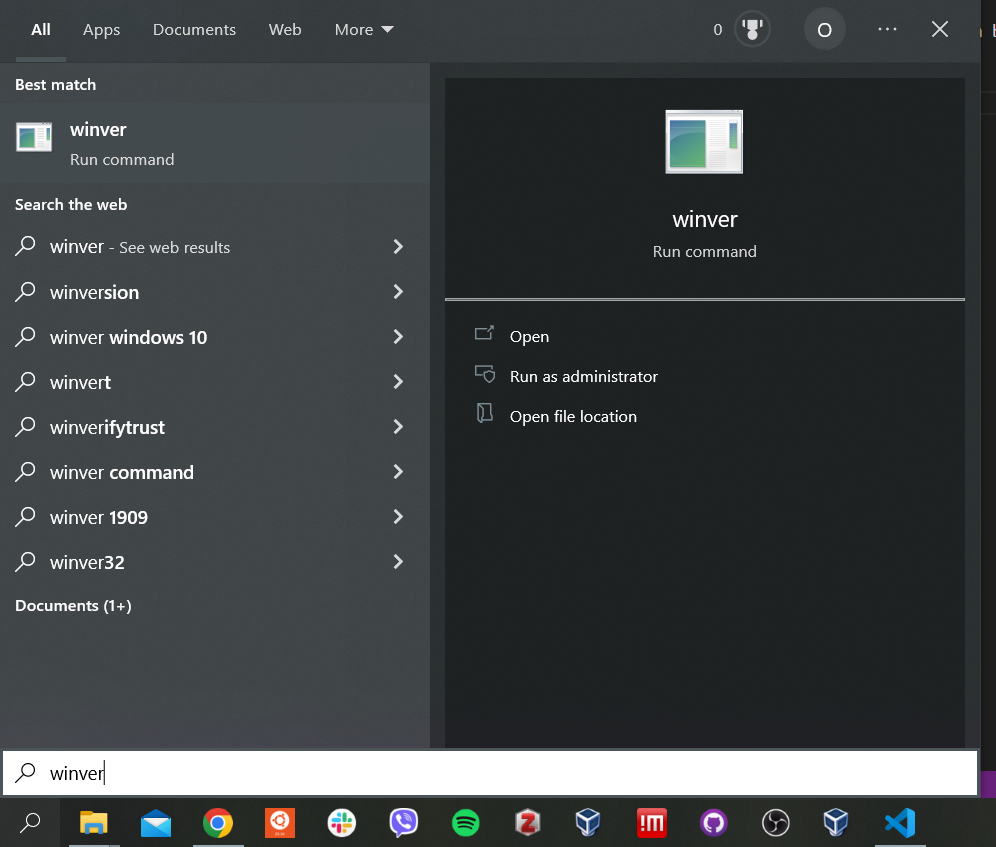 All Apps Documents Web More 0 O
Best match
winver
Run command
Search the web
winver - See web results
winversion
winver windows 10
winvert
winverifytrust
winver command
winver 1909
winver32
Documents (1+)
winver
Run command
Open
Run as administrator
Open file location
winver